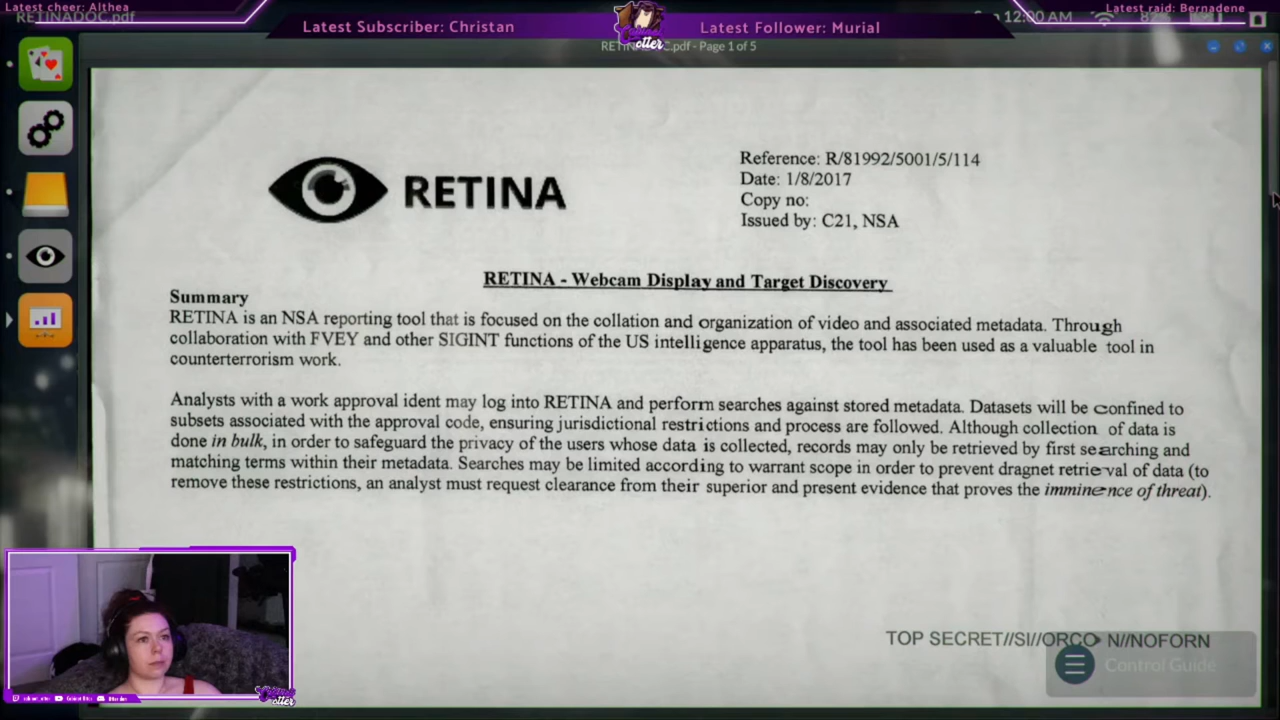 Latest cheer: Althea
RETINADOC.pdf
Latest Subscriber: Christan
Latest Follower: Murial
12:00 AM
Latest raid: Bernadene
.pdf - Page 1 of 5
RETINA
Reference: R/81992/5001/5/114
Date: 1/8/2017
Copy no:
Issued by: C21, NSA
RETINA - Webcam Display and Target Discovery
Summary
RETINA is an NSA reporting tool that is focused on the collation and organization of video and associated metadata. Through
collaboration with FVEY and other SIGINT functions of the US intelligence apparatus, the tool has been used as a valuable tool in
counterterrorism work.
Analysts with a work approval ident may log into RETINA and perform searches against stored metadata. Datasets will be confined to
subsets associated with the approval code, ensuring jurisdictional restrictions and process are followed. Although collection of data is
done in bulk, in order to safeguard the privacy of the users whose data is collected, records may only be retrieved by first searching and
matching terms within their metadata. Searches may be limited according to warrant scope in order to prevent dragnet retrieval of data (to
remove these restrictions, an analyst must request clearance from their superior and present evidence that proves the imminence of threat).
TOP SECRET//SI//ORCO N//NOFORN
Control Guide